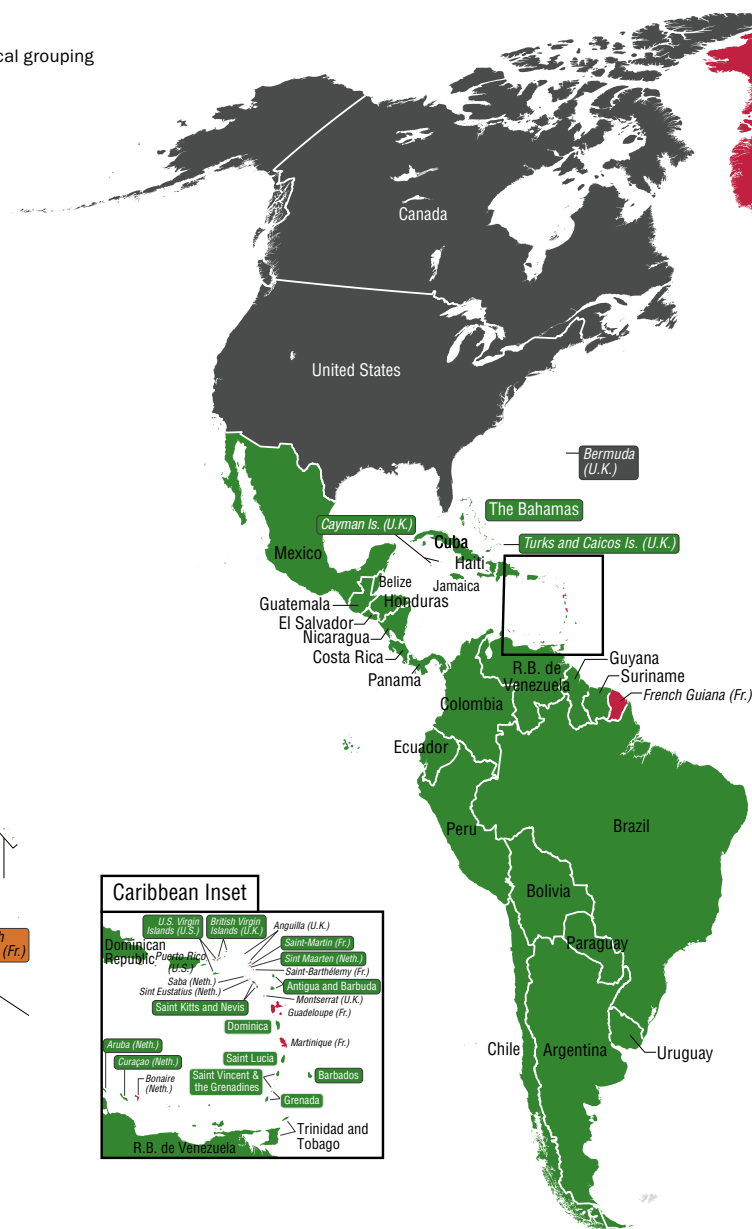 cal grouping
Canada
United States
Bermuda
(U.K.)
The Bahamas
Cayman Is. (U.K.)
Turks and Caicos Is. (U.K.)
Cuba
Mexico
Haiti
Belize
Jamaica
Guatemala
Honduras
El Salvador
Nicaragua
Costa Rica
Panama
Guyana
R.B. de
Venezuela
Suriname
French Guiana (Fr.)
Colombia
Ecuador
Peru
Brazil
Bolivia
Paraguay
Chile
Argentina
Uruguay
(Fr.)
Caribbean Inset
U.S. Virgin
Islands (U.S.)
British Virgin
Islands (U.K.)
Anguilla (U.K.)
Saint-Martin (Fr.)
Dominican
Republic
Puerto Rico
(U.S.)
Sint Maarten (Neth.)
Saint-Barthélemy (Fr.)
Saba (Neth.)
Sint Eustatius (Neth.)
Antigua and Barbuda
Montserrat (U.K.)
Saint Kitts and Nevis
Guadeloupe (Fr.)
Dominica
Martinique (Fr.)
Aruba (Neth.)
Curaçao (Neth.)
Saint Lucia
Bonaire
(Neth.)
Saint Vincent &
the Grenadines
Barbados
Grenada
Trinidad and
Tobago
R.B. de Venezuela